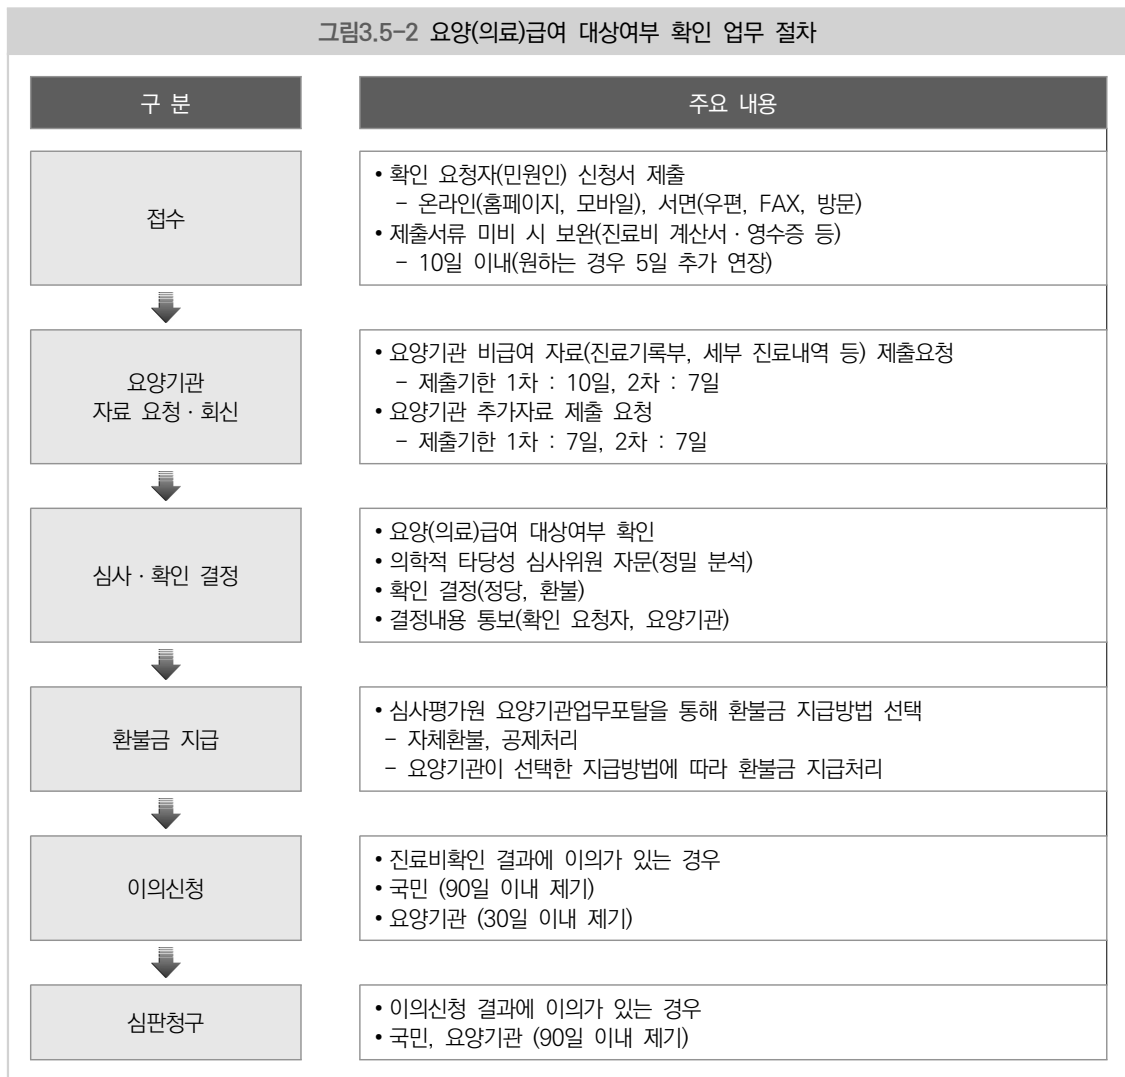 그림3.5-2 요양(의료)급여 대상여부 확인 업무 절차
구 분
주요 내용
접수
• 확인 요청자(민원인) 신청서 제출
- 온라인(홈페이지, 모바일), 서면(우편, FAX, 방문)
• 제출서류 미비 시 보완(진료비 계산서·영수증 등)
- 10일 이내(원하는 경우 5일 추가 연장)
요양기관
자료 요청·회신
• 요양기관 비급여 자료(진료기록부, 세부 진료내역 등) 제출요청
- 제출기한 1차 : 10일, 2차 : 7일
• 요양기관 추가자료 제출 요청
- 제출기한 1차 : 7일, 2차 : 7일
심사·확인 결정
• 요양(의료)급여 대상여부 확인
• 의학적 타당성 심사위원 자문(정밀 분석)
• 확인 결정(정당, 환불)
• 결정내용 통보(확인 요청자, 요양기관)
환불금 지급
• 심사평가원 요양기관업무포탈을 통해 환불금 지급방법 선택
- 자체환불, 공제처리
- 요양기관이 선택한 지급방법에 따라 환불금 지급처리
이의신청
• 진료비확인 결과에 이의가 있는 경우
• 국민 (90일 이내 제기)
• 요양기관 (30일 이내 제기)
심판청구
• 이의신청 결과에 이의가 있는 경우
• 국민, 요양기관 (90일 이내 제기)